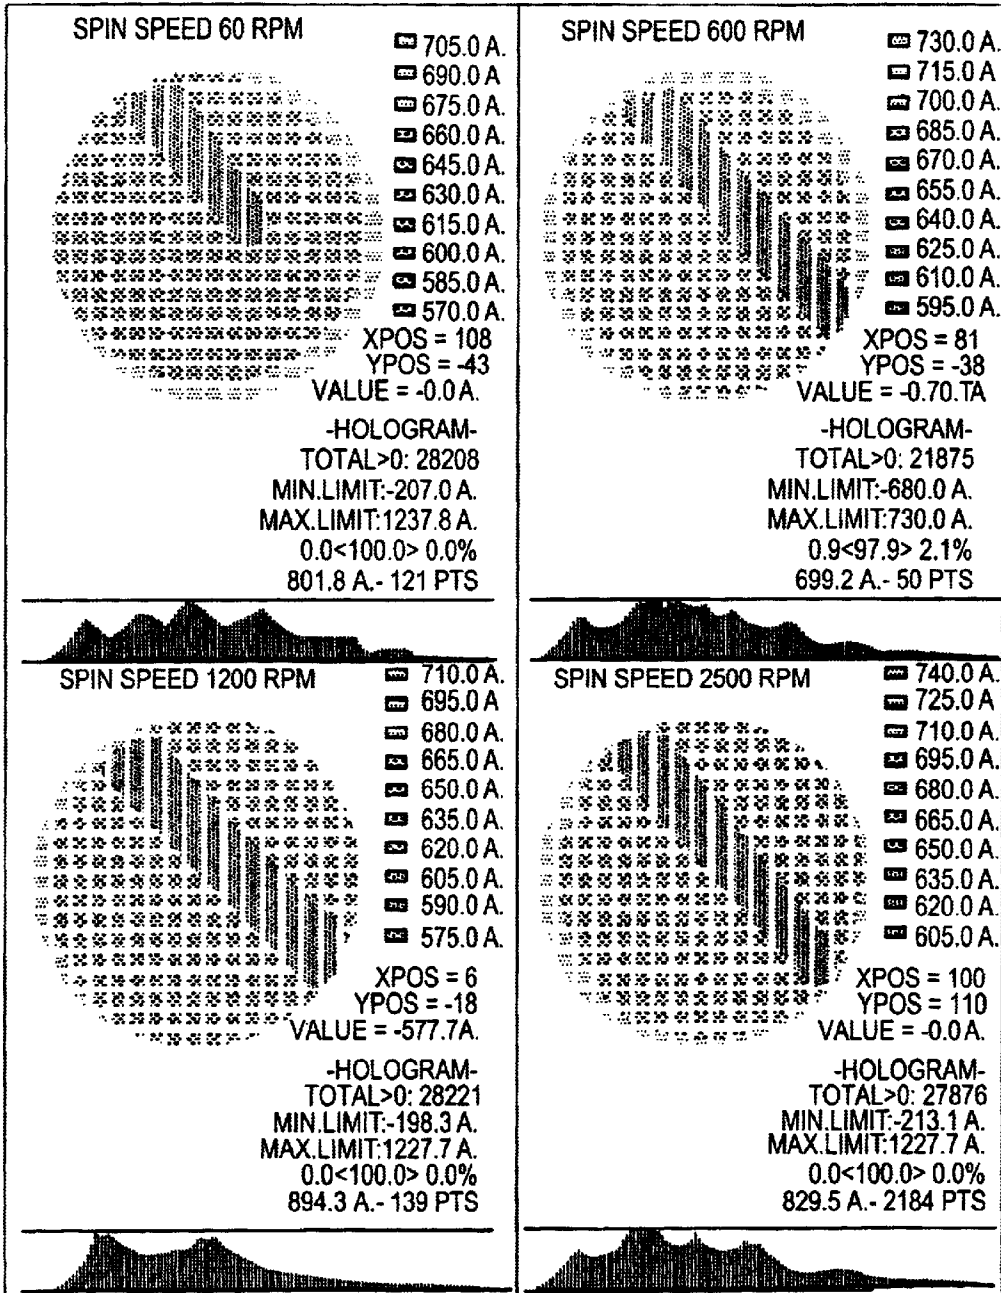 SPIN SPEED 60 RPM
705.0 A.
690.0 A
675.0 A.
660.0 A.
645.0 A.
630.0 A.
615.0 A.
600.0 A.
585.0 A.
570.0 A.
XPOS = 108
YPOS = -43
VALUE = -0.0 A.
-HOLOGRAM-
TOTAL>0: 28208
MIN.LIMIT:-207.0 A.
MAX.LIMIT:1237.8 A.
0.0<100.0> 0.0%
801.8 A.- 121 PTS
SPIN SPEED 600 RPM
730.0 A.
715.0 A
700.0 A.
685.0 A.
670.0 A.
655.0 A.
640.0 A.
625.0 A.
610.0 A.
595.0 A.
XPOS = 81
YPOS = -38
VALUE = -0.70.TA
-HOLOGRAM-
TOTAL>0: 21875
MIN.LIMIT:-680.0 A.
MAX.LIMIT:730.0 A.
0.9<97.9> 2.1%
699.2 A.- 50 PTS
SPIN SPEED 1200 RPM
710.0 A.
695.0 A
680.0 A.
665.0 A.
650.0 A.
635.0 A.
620.0 A.
605.0 A.
590.0 A.
575.0 A.
XPOS = 6
YPOS = -18
VALUE = -577.7A.
-HOLOGRAM-
TOTAL>0: 28221
MIN.LIMIT:-198.3 A.
MAX.LIMIT:1227.7 A.
0.0<100.0> 0.0%
894.3 A.- 139 PTS
SPIN SPEED 2500 RPM
740.0 A.
725.0 A
710.0 A.
695.0 A.
680.0 A.
665.0 A.
650.0 A.
635.0 A.
620.0 A.
605.0 A.
XPOS = 100
YPOS = 110
VALUE = -0.0 A.
-HOLOGRAM-
TOTAL>0: 27876
MIN.LIMIT:-213.1 A.
MAX.LIMIT:1227.7 A.
0.0<100.0> 0.0%
829.5 A.- 2184 PTS